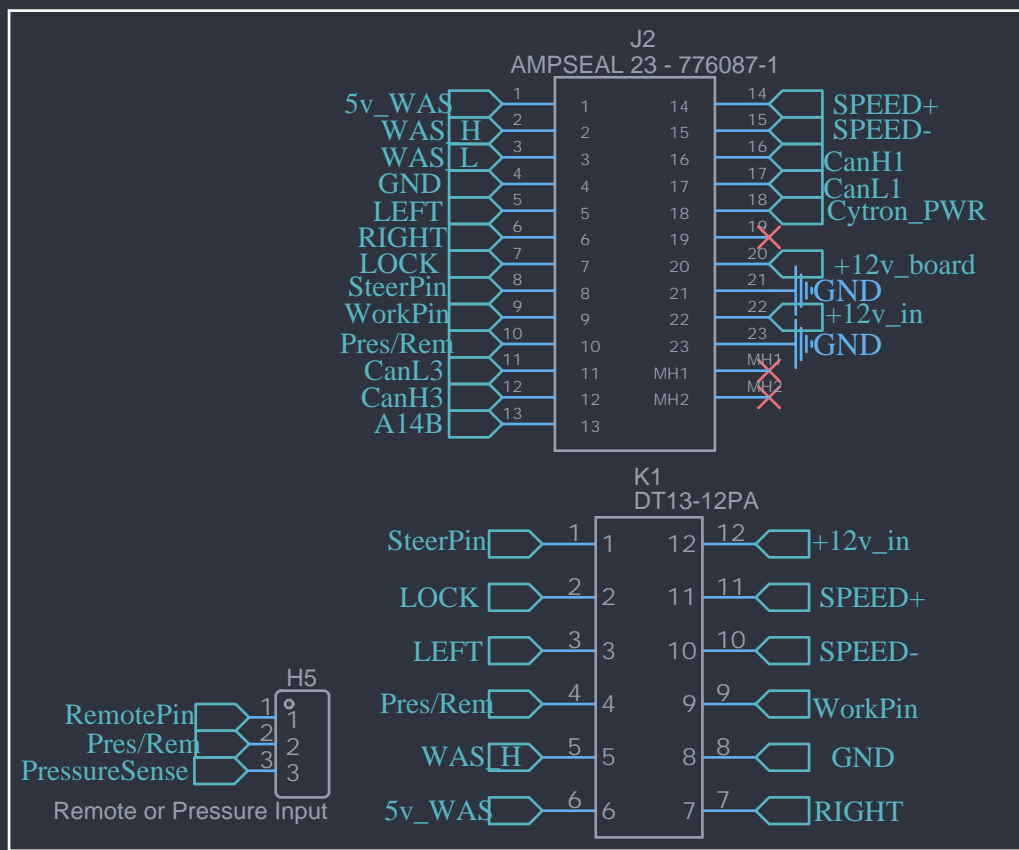 J2
AMPSEAL 23 - 776087-1
5v_WAS 1 1 14 14 SPEED+
WAS_H 2 2 15 15 SPEED-
WAS_L 3 3 16 16 CanH1
GND 4 4 17 17 CanL1
LEFT 5 5 18 18 Cytron_PWR
RIGHT 6 6 19 19
LOCK 7 7 20 20 +12v_board
SteerPin 8 8 21 21 GND
WorkPin 9 9 22 22 +12v_in
Pres/Rem 10 10 23 23 GND
CanL3 11 11 MH1 MH1
CanH3 12 12 MH2 MH2
A14B 13 13
K1
DT13-12PA
SteerPin 1 1 12 12 +12v_in
LOCK 2 2 11 11 SPEED+
LEFT 3 3 10 10 SPEED-
Pres/Rem 4 4 9 9 WorkPin
WAS_H 5 5 8 8 GND
5v_WAS 6 6 7 7 RIGHT
H5
RemotePin 1 1
Pres/Rem 2 2
PressureSense 3 3
Remote or Pressure Input